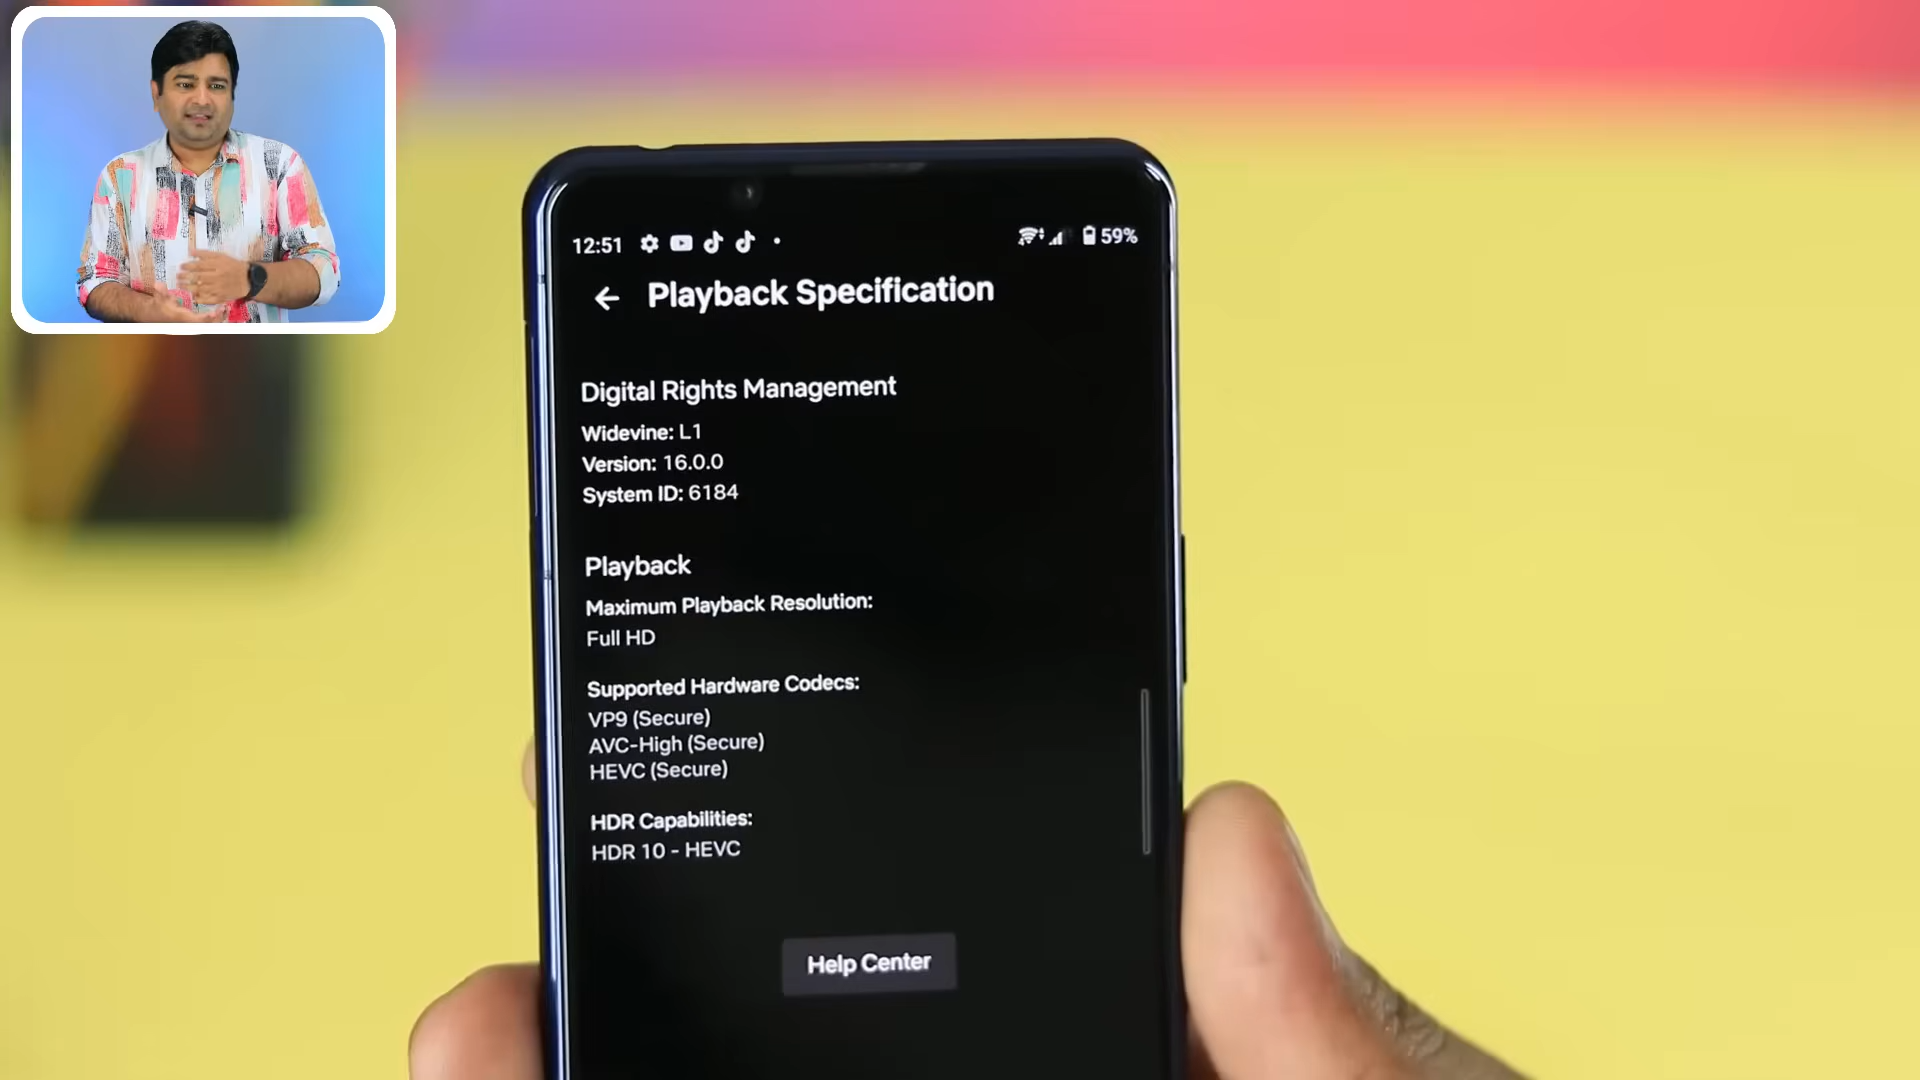 12:51
59%
Playback Specification
Digital Rights Management
Widevine: L1
Version: 16.0.0
System ID: 6184
Playback
Maximum Playback Resolution:
Full HD
Supported Hardware Codecs:
VP9 (Secure)
AVC-High (Secure)
HEVC (Secure)
HDR Capabilities:
HDR 10 - HEVC
Help Center